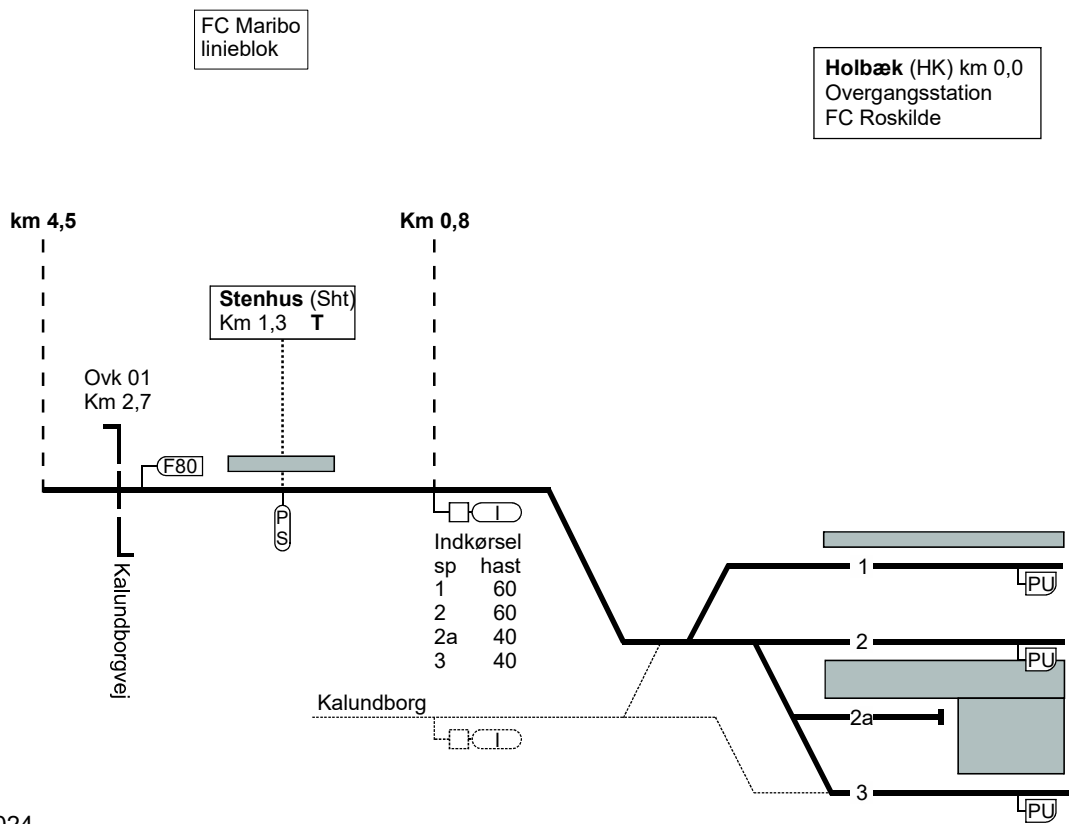 FC Maribo
linieblok
Holbæk (HK) km 0,0
Overgangsstation
FC Roskilde
km 4,5
Km 0,8
Stenhus (Sht)
Km 1,3 T
Ovk 01
Km 2,7
F80
P
S
I
Kalundborgvej
Indkørsel
sp hast
1 60
2 60
2a 40
3 40
1
PU
2
PU
Kalundborg
2a
I
3
PU